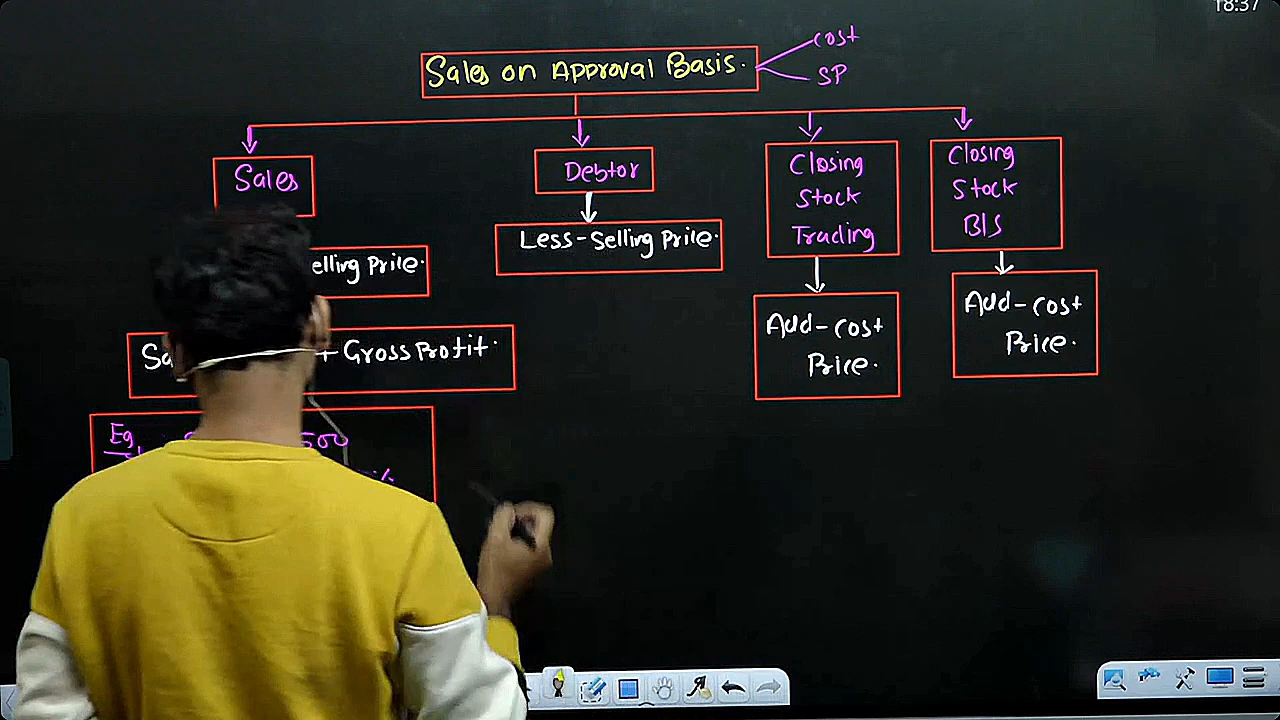 18:37
Sales on Approval Basis.
Cost
SP
Sales
Debtor
Closing
Stock
Trading
Closing
Stock
B/S
elling Price.
Less-Selling Price.
Add-Cost
Price.
Add-Cost
Price.
+ Gross Profit.
Eg
500
%